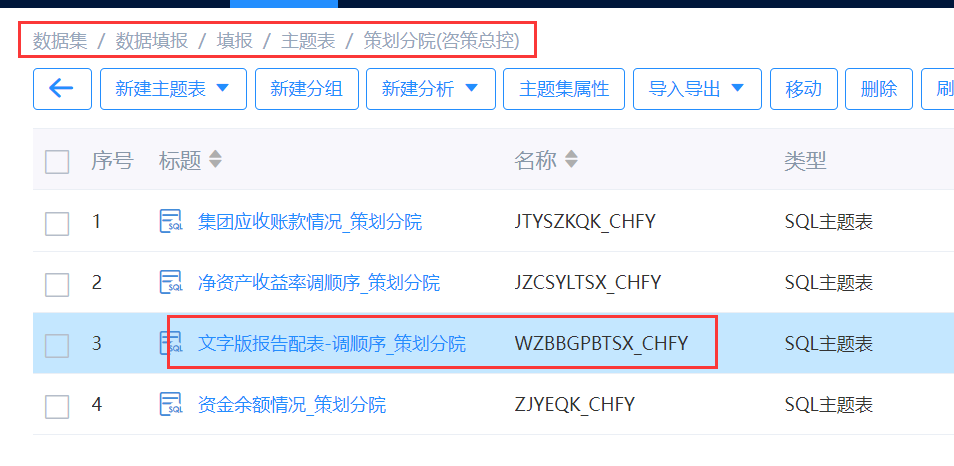 数据集 / 数据填报 / 填报 / 主题表 / 策划分院(咨策总控)
新建主题表 新建分组 新建分析 主题集属性 导入导出 移动 删除 刷
序号 标题 名称 类型
1 SQL 集团应收账款情况_策划分院 JTYSZKQK_CHFY SQL主题表
2 SQL 净资产收益率调顺序_策划分院 JZCSYLTSX_CHFY SQL主题表
3 SQL 文字版报告配表-调顺序_策划分院 WZBBGPBTSX_CHFY SQL主题表
4 SQL 资金余额情况_策划分院 ZJYEQK_CHFY SQL主题表